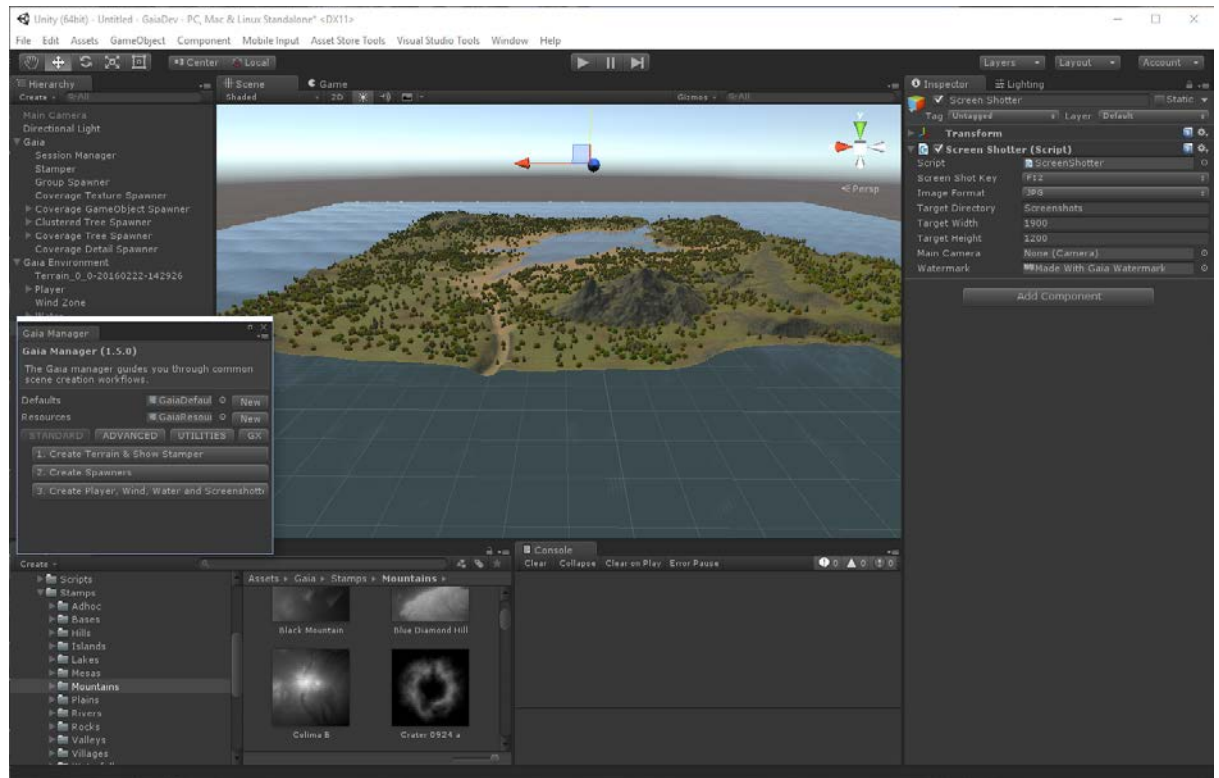 Unity (64bit) - Untitled - GaiaDev - PC, Mac & Linux Standalone* <DX11>
File Edit Assets GameObject Component Mobile Input Asset Store Tools Visual Studio Tools Window Help
Center Local Layers Layout Account
Hierarchy
Create All
Main Camera
Directional Light
Gaia
Session Manager
Stamper
Group Spawner
Coverage Texture Spawner
Coverage GameObject Spawner
Clustered Tree Spawner
Coverage Tree Spawner
Coverage Detail Spawner
Gaia Environment
Terrain_0_0-20160222-142926
Player
Wind Zone
Water
Scene Game
Shaded 2D Gizmos All
Persp
Inspector Lighting
Screen Shotter Static
Tag Untagged Layer Default
Transform
Screen Shotter (Script)
Script ScreenShotter
Screen Shot Key F12
Image Format JPG
Target Directory Screenshots
Target Width 1900
Target Height 1200
Main Camera None (Camera)
Watermark Made With Gaia Watermark
Add Component
Gaia Manager
Gaia Manager (1.5.0)
The Gaia manager guides you through common
scene creation workflows.
Defaults GaiaDefaul New
Resources GaiaResou New
STANDARD ADVANCED UTILITIES GX
1. Create Terrain & Show Stamper
2. Create Spawners
3. Create Player, Wind, Water and Screenshotte
Create
Scripts
Stamps
Adhoc
Bases
Hills
Islands
Lakes
Mesas
Mountains
Plains
Rivers
Rocks
Valleys
Villages
Assets Gaia Stamps Mountains
Black Mountain Blue Diamond Hill
Colima B Crater 0924 a
Console
Clear Collapse Clear on Play Error Pause 0 0 0